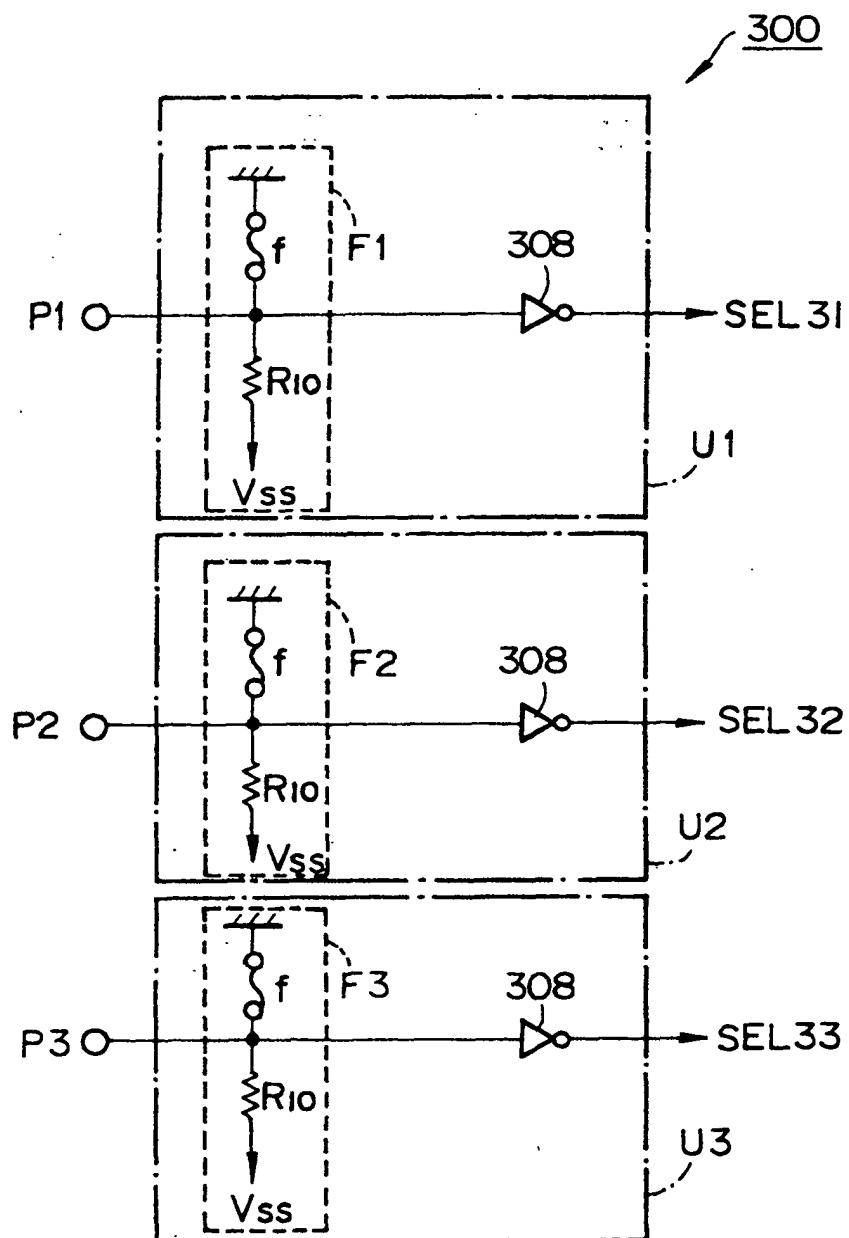 300
f
F1
308
P1
SEL31
R10
U1
Vss
f
F2
308
P2
SEL32
R10
U2
Vss
f
F3
308
P3
SEL33
R10
U3
Vss